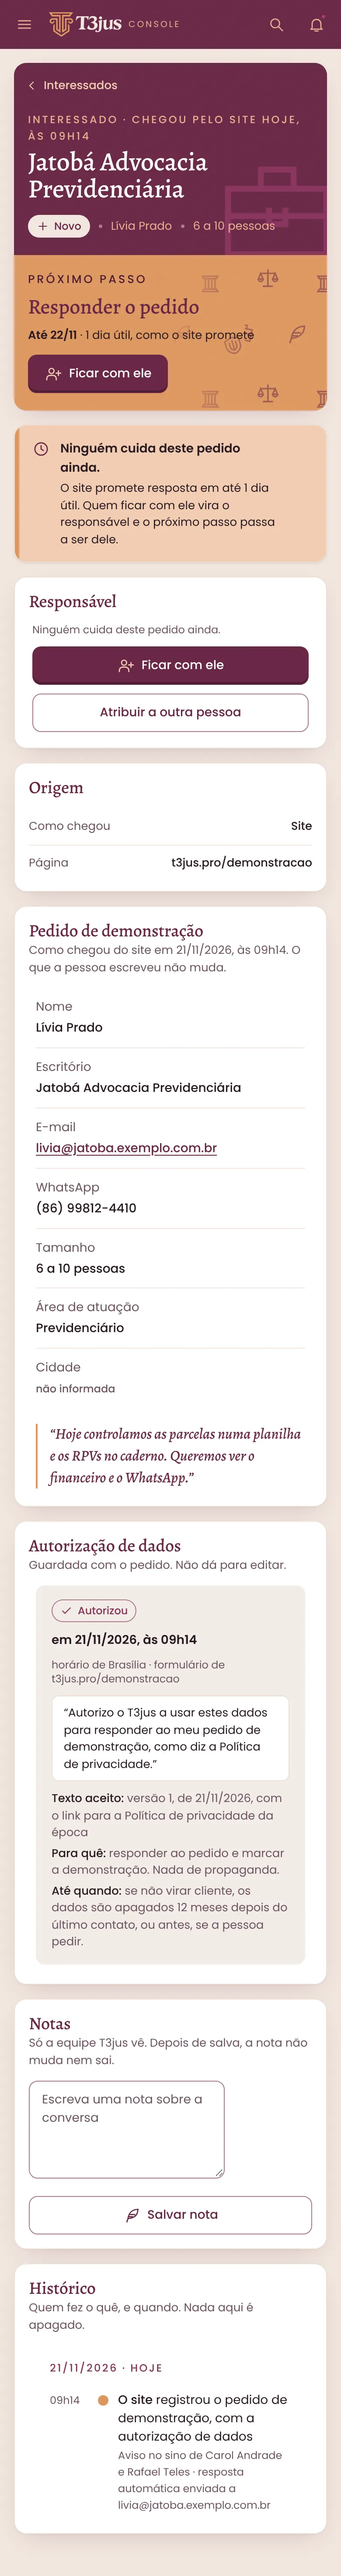 T3jus CONSOLE
Interessados
INTERESSADO · CHEGOU PELO SITE HOJE,
ÀS 09H14
Jatobá Advocacia
Previdenciária
Novo • Lívia Prado • 6 a 10 pessoas
PRÓXIMO PASSO
Responder o pedido
Até 22/11 · 1 dia útil, como o site promete
Ficar com ele
Ninguém cuida deste pedido
ainda.
O site promete resposta em até 1 dia
útil. Quem ficar com ele vira o
responsável e o próximo passo passa
a ser dele.
Responsável
Ninguém cuida deste pedido ainda.
Ficar com ele
Atribuir a outra pessoa
Origem
Como chegou Site
Página t3jus.pro/demonstracao
Pedido de demonstração
Como chegou do site em 21/11/2026, às 09h14. O
que a pessoa escreveu não muda.
Nome
Lívia Prado
Escritório
Jatobá Advocacia Previdenciária
E-mail
livia@jatoba.exemplo.com.br
WhatsApp
(86) 99812-4410
Tamanho
6 a 10 pessoas
Área de atuação
Previdenciário
Cidade
não informada
“Hoje controlamos as parcelas numa planilha
e os RPVs no caderno. Queremos ver o
financeiro e o WhatsApp.”
Autorização de dados
Guardada com o pedido. Não dá para editar.
Autorizou
em 21/11/2026, às 09h14
horário de Brasília · formulário de
t3jus.pro/demonstracao
“Autorizo o T3jus a usar estes dados
para responder ao meu pedido de
demonstração, como diz a Política
de privacidade.”
Texto aceito: versão 1, de 21/11/2026, com
o link para a Política de privacidade da
época
Para quê: responder ao pedido e marcar
a demonstração. Nada de propaganda.
Até quando: se não virar cliente, os
dados são apagados 12 meses depois do
último contato, ou antes, se a pessoa
pedir.
Notas
Só a equipe T3jus vê. Depois de salva, a nota não
muda nem sai.
Escreva uma nota sobre a
conversa
Salvar nota
Histórico
Quem fez o quê, e quando. Nada aqui é
apagado.
21/11/2026 · HOJE
09h14 O site registrou o pedido de
demonstração, com a
autorização de dados
Aviso no sino de Carol Andrade
e Rafael Teles · resposta
automática enviada a
livia@jatoba.exemplo.com.br